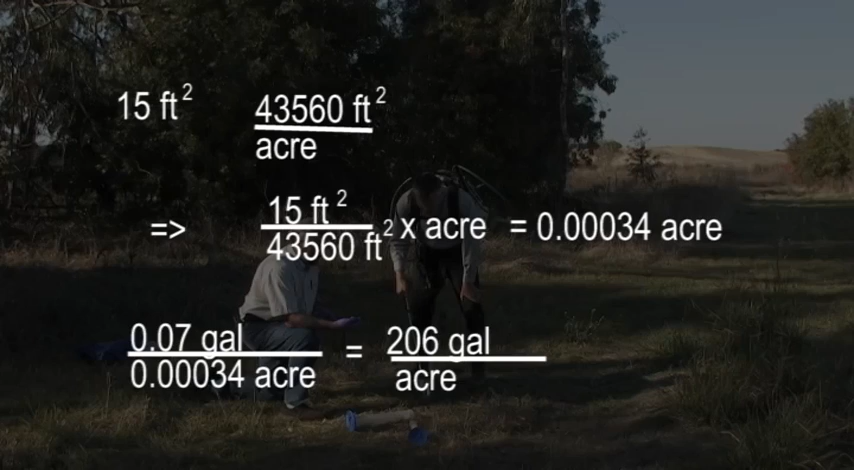 15 ft² 43560 ft²
acre
=> 15 ft² x acre = 0.00034 acre
43560 ft²
0.07 gal = 206 gal
0.00034 acre acre